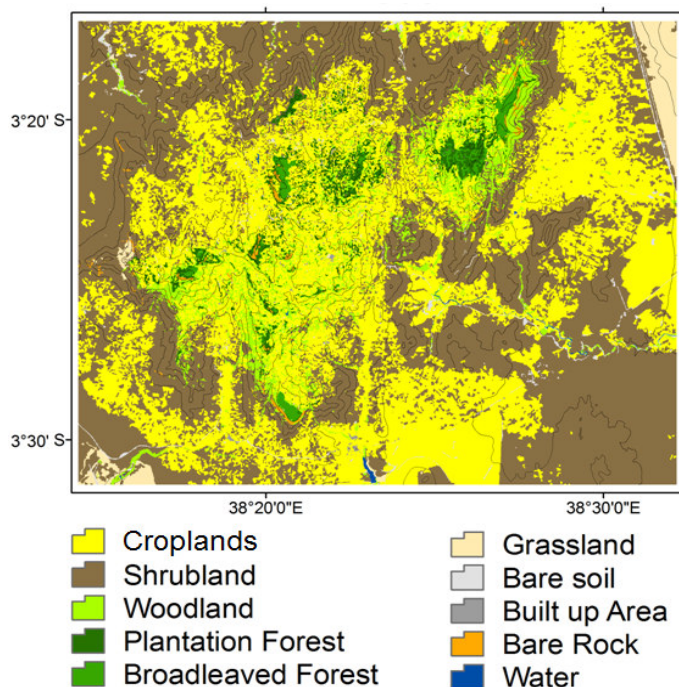 3°20' S
3°30' S
38°20'0"E
38°30'0"E
Croplands
Shrubland
Woodland
Plantation Forest
Broadleaved Forest
Grassland
Bare soil
Built up Area
Bare Rock
Water